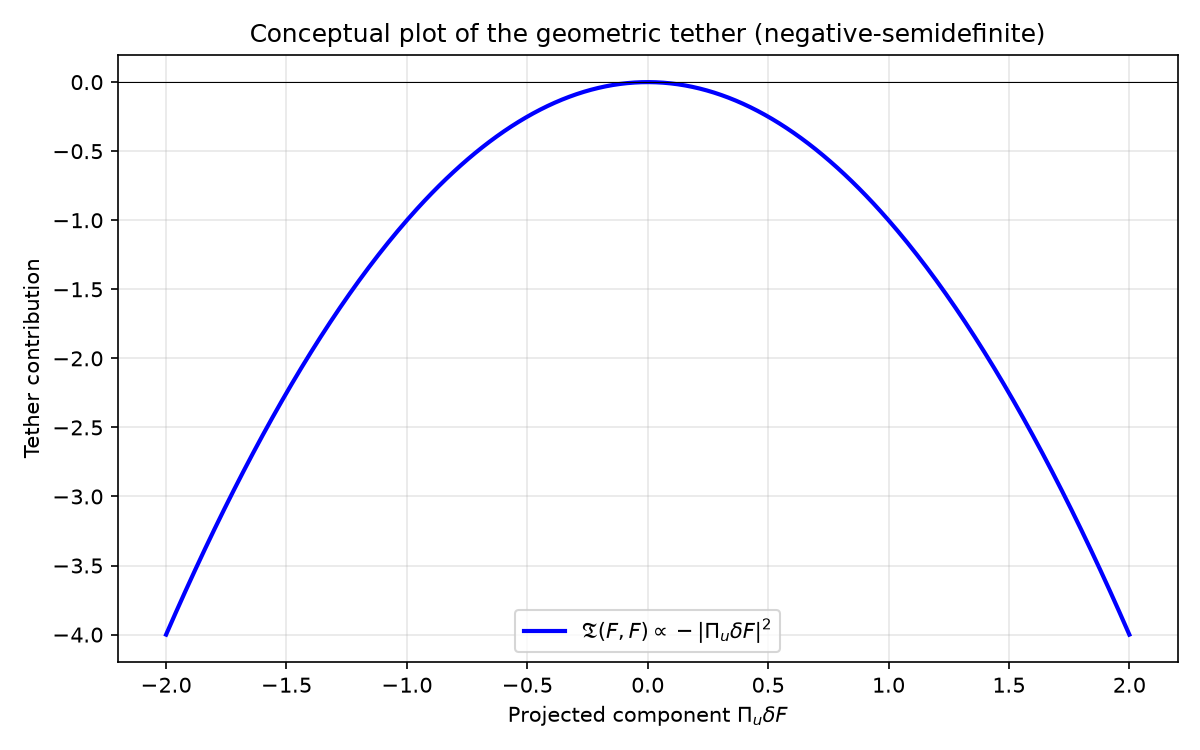 Conceptual plot of the geometric tether (negative-semidefinite)
Tether contribution
0.0
−0.5
−1.0
−1.5
−2.0
−2.5
−3.0
−3.5
−4.0
𝔗(F, F) ∝ − |Π_u δF|²
−2.0 −1.5 −1.0 −0.5 0.0 0.5 1.0 1.5 2.0
Projected component Π_u δF